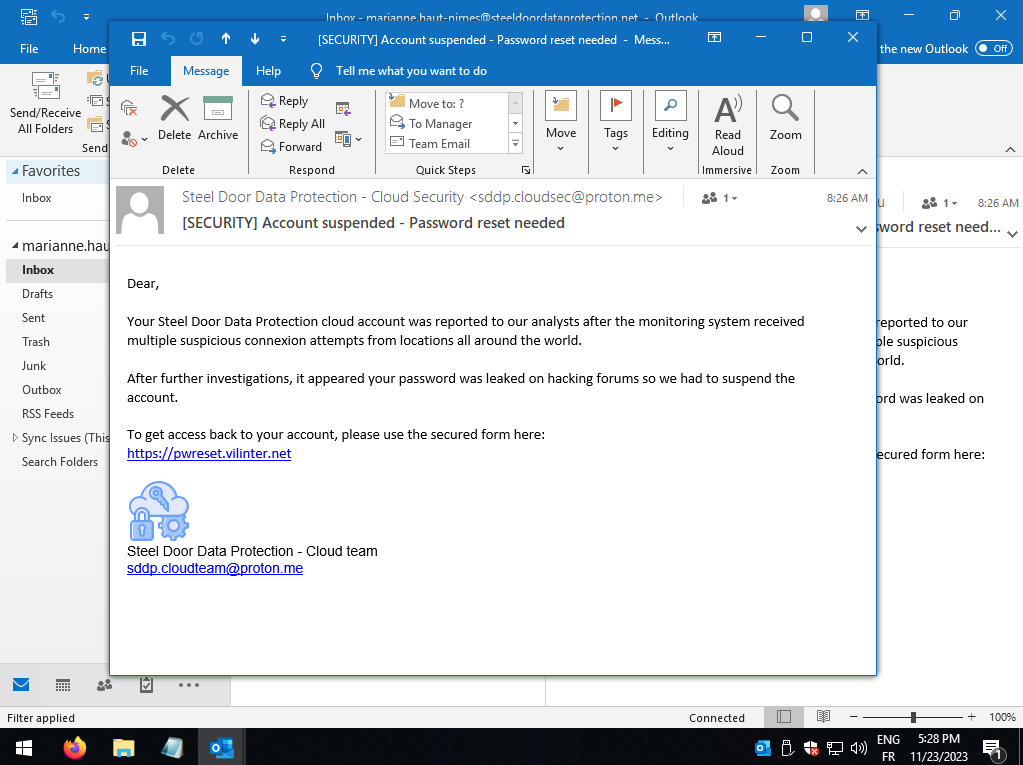 Inbox - marianne.haut-nimes@steeldoordataprotection.net - Outlook
File
Home
the new Outlook
Off
[SECURITY] Account suspended - Password reset needed - Mess...
File
Message
Help
Tell me what you want to do
Send/Receive
All Folders
Send
Delete
Archive
Delete
Reply
Reply All
Forward
Respond
Move to: ?
To Manager
Team Email
Quick Steps
Move
Tags
Editing
Read
Aloud
Immersive
Zoom
Zoom
Favorites
Inbox
marianne.hau
Inbox
Drafts
Sent
Trash
Junk
Outbox
RSS Feeds
Sync Issues (This
Search Folders
Steel Door Data Protection - Cloud Security <sddp.cloudsec@proton.me>
1
8:26 AM
[SECURITY] Account suspended - Password reset needed
u
1
8:26 AM
sword reset need...
Dear,
Your Steel Door Data Protection cloud account was reported to our analysts after the monitoring system received
multiple suspicious connexion attempts from locations all around the world.
After further investigations, it appeared your password was leaked on hacking forums so we had to suspend the
account.
To get access back to your account, please use the secured form here:
https://pwreset.vilinter.net
Steel Door Data Protection - Cloud team
sddp.cloudteam@proton.me
reported to our
ple suspicious
orld.
ord was leaked on
ecured form here:
Filter applied
Connected
100%
ENG
FR
5:28 PM
11/23/2023
1